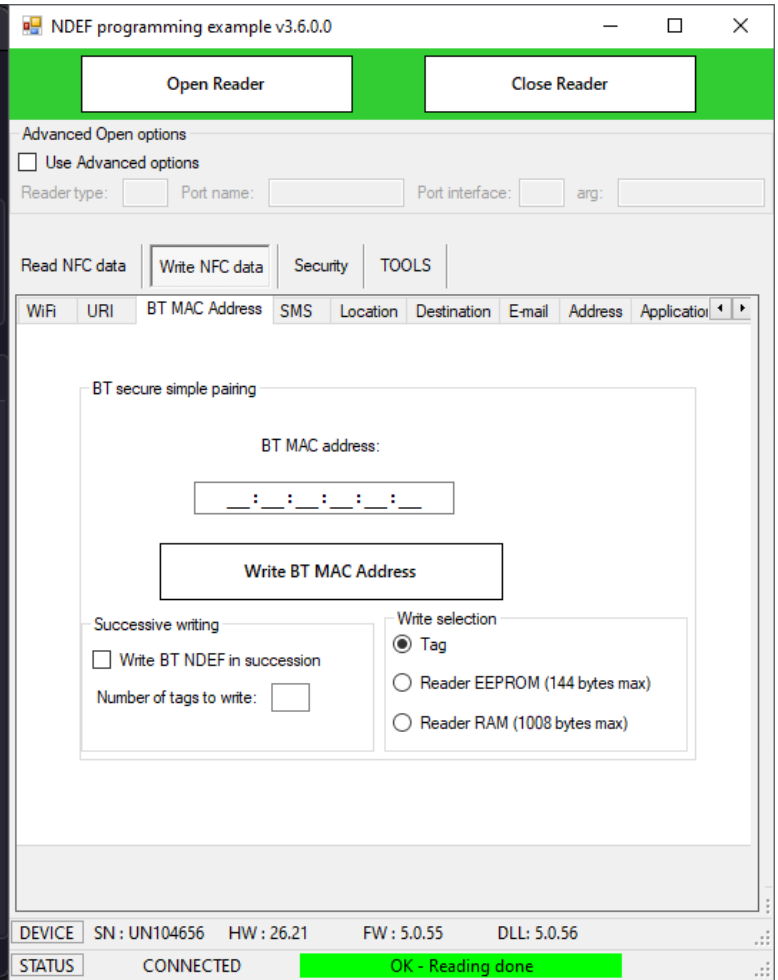 NDEF programming example v3.6.0.0
Open Reader Close Reader
Advanced Open options
Use Advanced options
Reader type: Port name: Port interface: arg:
Read NFC data Write NFC data Security TOOLS
WiFi URI BT MAC Address SMS Location Destination E-mail Address Application
BT secure simple pairing
BT MAC address:
__:__:__:__:__:__
Write BT MAC Address
Successive writing Write selection
Tag
Write BT NDEF in succession
Reader EEPROM (144 bytes max)
Number of tags to write:
Reader RAM (1008 bytes max)
DEVICE SN : UN104656 HW : 26.21 FW : 5.0.55 DLL: 5.0.56
STATUS CONNECTED OK - Reading done